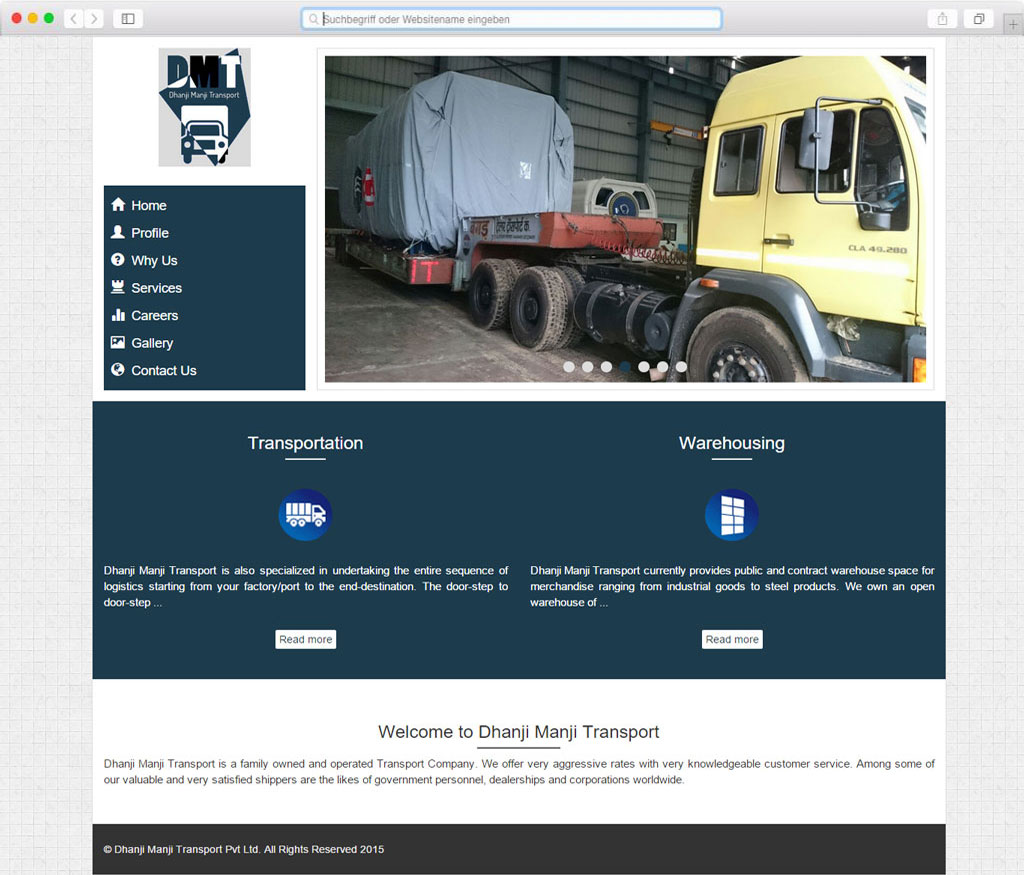 Suchbegriff oder Websitename eingeben
DMT
Dhanji Manji Transport
Home
Profile
Why Us
Services
Careers
Gallery
Contact Us
CLA 49.280
Transportation
Warehousing
Dhanji Manji Transport is also specialized in undertaking the entire sequence of
logistics starting from your factory/port to the end-destination. The door-step to
door-step ...
Read more
Dhanji Manji Transport currently provides public and contract warehouse space for
merchandise ranging from industrial goods to steel products. We own an open
warehouse of ...
Read more
Welcome to Dhanji Manji Transport
Dhanji Manji Transport is a family owned and operated Transport Company. We offer very aggressive rates with very knowledgeable customer service. Among some of
our valuable and very satisfied shippers are the likes of government personnel, dealerships and corporations worldwide.
© Dhanji Manji Transport Pvt Ltd. All Rights Reserved 2015